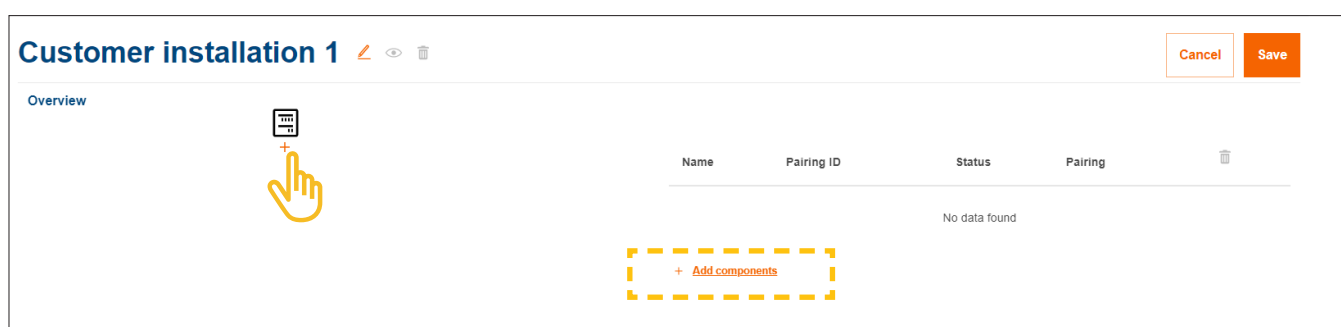 Customer installation 1
Cancel Save
Overview
Name Pairing ID Status Pairing
No data found
+ Add components